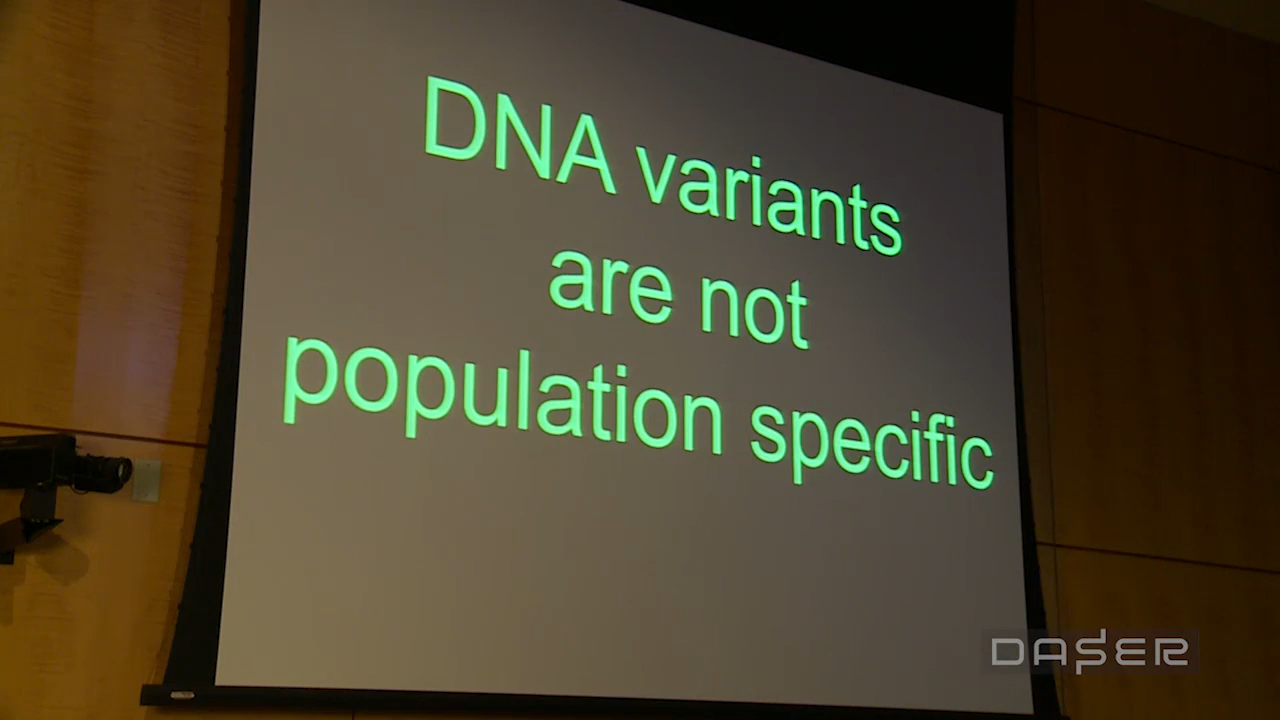 DNA variants
are not
population specific
DASER